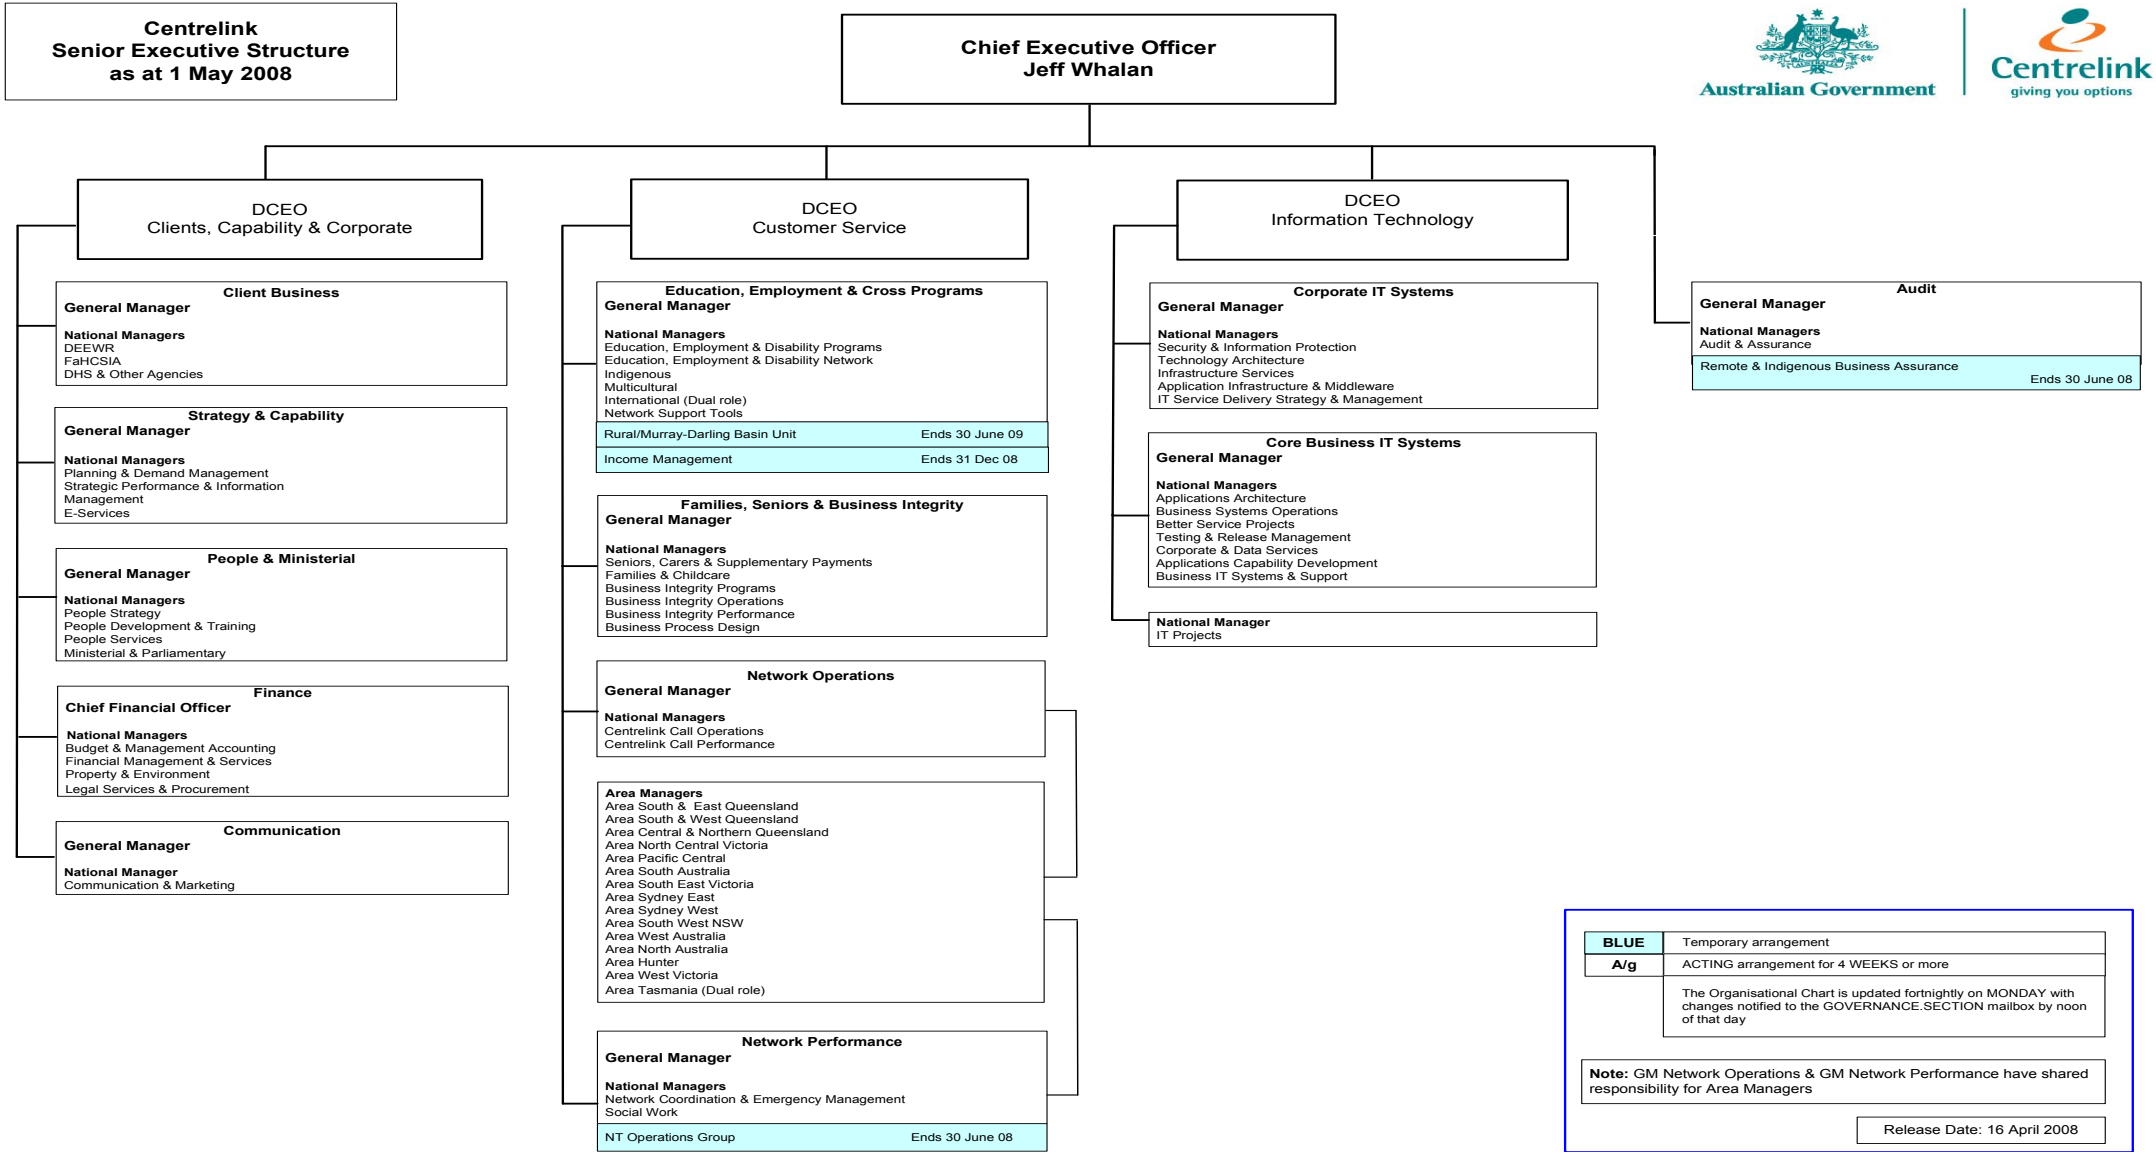 Centrelink
Senior Executive Structure
as at 1 May 2008
Chief Executive Officer
Jeff Whalan
Australian Government
Centrelink
giving you options
DCEO
Clients, Capability & Corporate
Client Business
General Manager
National Managers
DEEWR
FaHCSIA
DHS & Other Agencies
Strategy & Capability
General Manager
National Managers
Planning & Demand Management
Strategic Performance & Information
Management
E-Services
People & Ministerial
General Manager
National Managers
People Strategy
People Development & Training
People Services
Ministerial & Parliamentary
Finance
Chief Financial Officer
National Managers
Budget & Management Accounting
Financial Management & Services
Property & Environment
Legal Services & Procurement
Communication
General Manager
National Manager
Communication & Marketing
DCEO
Customer Service
Education, Employment & Cross Programs
General Manager
National Managers
Education, Employment & Disability Programs
Education, Employment & Disability Network
Indigenous
Multicultural
International (Dual role)
Network Support Tools
Rural/Murray-Darling Basin Unit Ends 30 June 09
Income Management Ends 31 Dec 08
Families, Seniors & Business Integrity
General Manager
National Managers
Seniors, Carers & Supplementary Payments
Families & Childcare
Business Integrity Programs
Business Integrity Operations
Business Integrity Performance
Business Process Design
Network Operations
General Manager
National Managers
Centrelink Call Operations
Centrelink Call Performance
Area Managers
Area South & East Queensland
Area South & West Queensland
Area Central & Northern Queensland
Area North Central Victoria
Area Pacific Central
Area South Australia
Area South East Victoria
Area Sydney East
Area Sydney West
Area South West NSW
Area West Australia
Area North Australia
Area Hunter
Area West Victoria
Area Tasmania (Dual role)
Network Performance
General Manager
National Managers
Network Coordination & Emergency Management
Social Work
NT Operations Group Ends 30 June 08
DCEO
Information Technology
Corporate IT Systems
General Manager
National Managers
Security & Information Protection
Technology Architecture
Infrastructure Services
Application Infrastructure & Middleware
IT Service Delivery Strategy & Management
Core Business IT Systems
General Manager
National Managers
Applications Architecture
Business Systems Operations
Better Service Projects
Testing & Release Management
Corporate & Data Services
Applications Capability Development
Business IT Systems & Support
National Manager
IT Projects
Audit
General Manager
National Managers
Audit & Assurance
Remote & Indigenous Business Assurance
Ends 30 June 08
BLUE Temporary arrangement
A/g ACTING arrangement for 4 WEEKS or more
The Organisational Chart is updated fortnightly on MONDAY with
changes notified to the GOVERNANCE.SECTION mailbox by noon
of that day
Note: GM Network Operations & GM Network Performance have shared
responsibility for Area Managers
Release Date: 16 April 2008